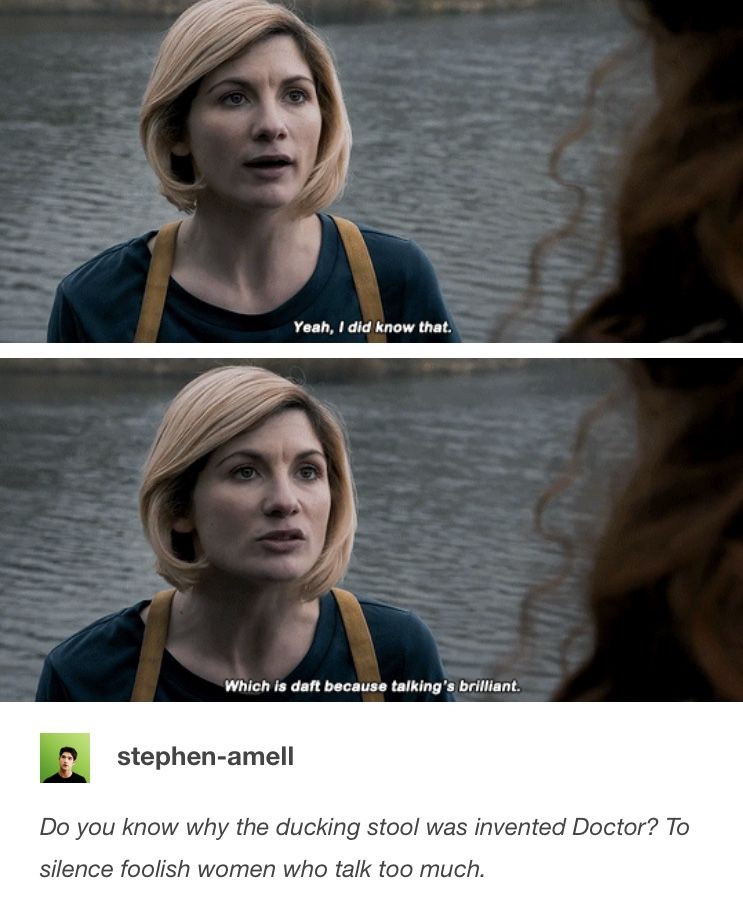 Yeah, I did know that.
Which is daft because talking's brilliant.
stephen-amell
Do you know why the ducking stool was invented Doctor? To
silence foolish women who talk too much.